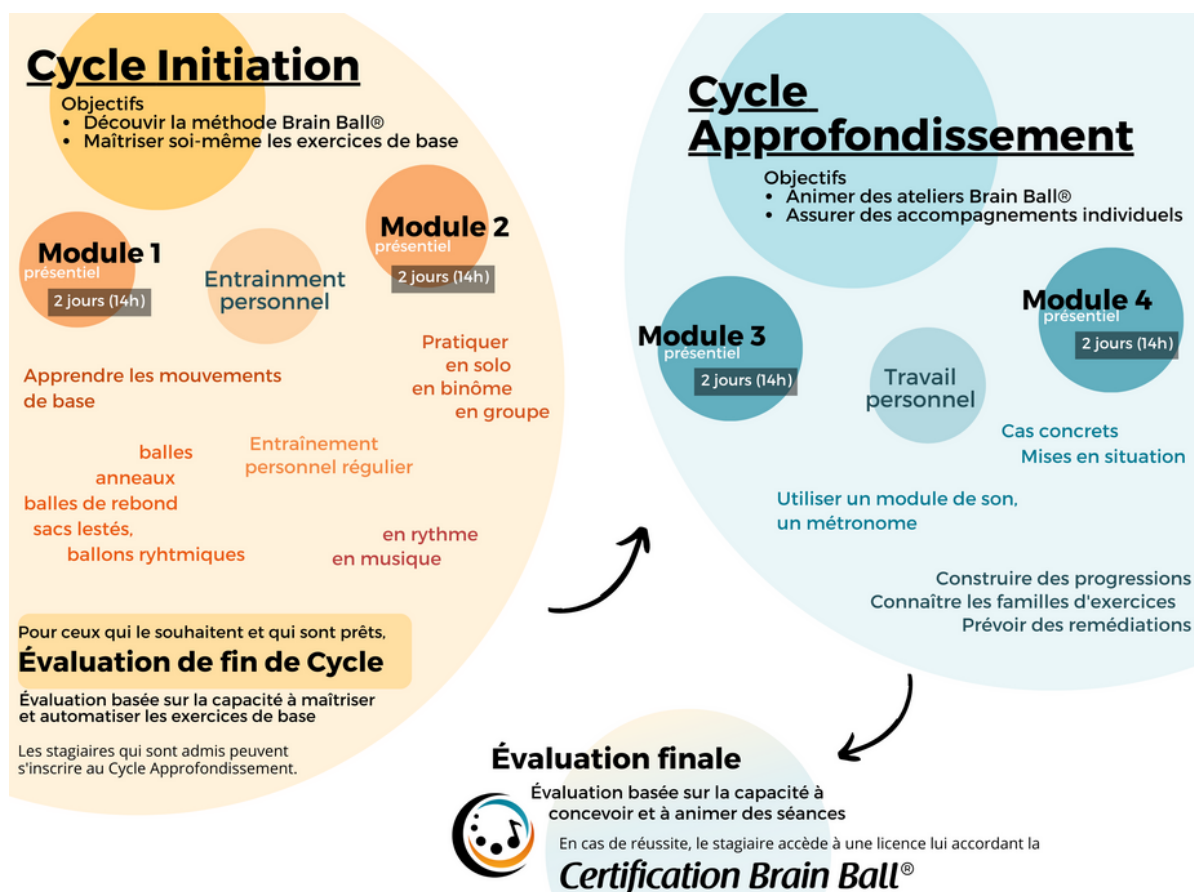 Cycle Initiation
Objectifs
• Découvir la méthode Brain Ball®
• Maîtriser soi-même les exercices de base
Module 1
présentiel
2 jours (14h)
Entrainment
personnel
Module 2
présentiel
2 jours (14h)
Apprendre les mouvements
de base
Pratiquer
en solo
en binôme
en groupe
balles
anneaux
balles de rebond
sacs lestés,
ballons ryhtmiques
Entraînement
personnel régulier
en rythme
en musique
Pour ceux qui le souhaitent et qui sont prêts,
Évaluation de fin de Cycle
Évaluation basée sur la capacité à maîtriser
et automatiser les exercices de base
Les stagiaires qui sont admis peuvent
s'inscrire au Cycle Approfondissement.
Cycle
Approfondissement
Objectifs
• Animer des ateliers Brain Ball®
• Assurer des accompagnements individuels
Module 3
présentiel
2 jours (14h)
Travail
personnel
Module 4
présentiel
2 jours (14h)
Cas concrets
Mises en situation
Utiliser un module de son,
un métronome
Construire des progressions
Connaître les familles d'exercices
Prévoir des remédiations
Évaluation finale
Évaluation basée sur la capacité à
concevoir et à animer des séances
En cas de réussite, le stagiaire accède à une licence lui accordant la
Certification Brain Ball®